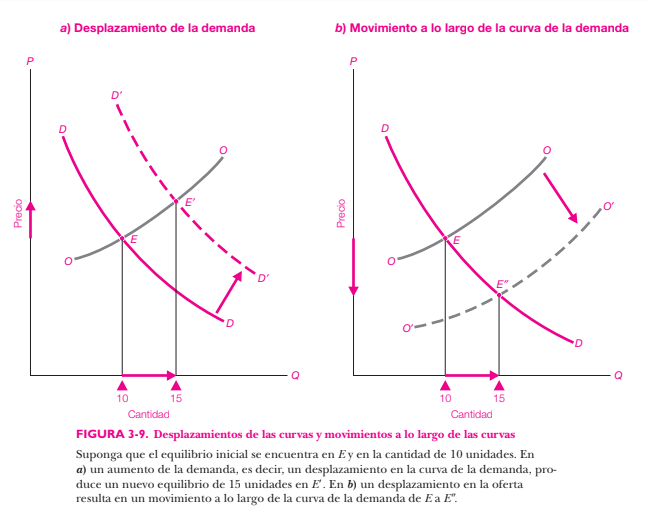 a) Desplazamiento de la demanda
b) Movimiento a lo largo de la curva de la demanda
P
D′
D
O
E′
Precio
E
O
D′
D
Q
10
15
Cantidad
P
D
O
O′
Precio
E
O
E″
O′
D
Q
10
15
Cantidad
FIGURA 3-9. Desplazamientos de las curvas y movimientos a lo largo de las curvas
Suponga que el equilibrio inicial se encuentra en E y en la cantidad de 10 unidades. En
a) un aumento de la demanda, es decir, un desplazamiento en la curva de la demanda, pro-
duce un nuevo equilibrio de 15 unidades en E′. En b) un desplazamiento en la oferta
resulta en un movimiento a lo largo de la curva de la demanda de E a E″.